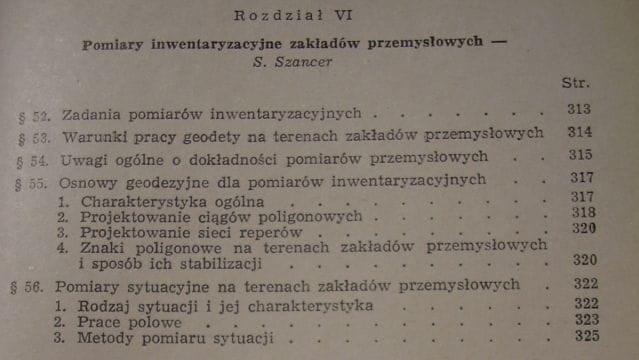 Rozdział VI
Pomiary inwentaryzacyjne zakładów przemysłowych —
S. Szancer
Str.
§ 52. Zadania pomiarów inwentaryzacyjnych . . . . . . . 313
§ 53. Warunki pracy geodety na terenach zakładów przemysłowych 314
§ 54. Uwagi ogólne o dokładności pomiarów przemysłowych . . 315
§ 55. Osnowy geodezyjne dla pomiarów inwentaryzacyjnych . . 317
1. Charakterystyka ogólna . . . . . . . . . 317
2. Projektowanie ciągów poligonowych . . . . . . . 318
3. Projektowanie sieci reperów . . . . . . . . 320
4. Znaki poligonowe na terenach zakładów przemysłowych
i sposób ich stabilizacji . . . . . . . . . 320
§ 56. Pomiary sytuacyjne na terenach zakładów przemysłowych . 322
1. Rodzaj sytuacji i jej charakterystyka . . . . . . 322
2. Prace polowe . . . . . . . . . . . . 323
3. Metody pomiaru sytuacji . . . . . . . . . 325